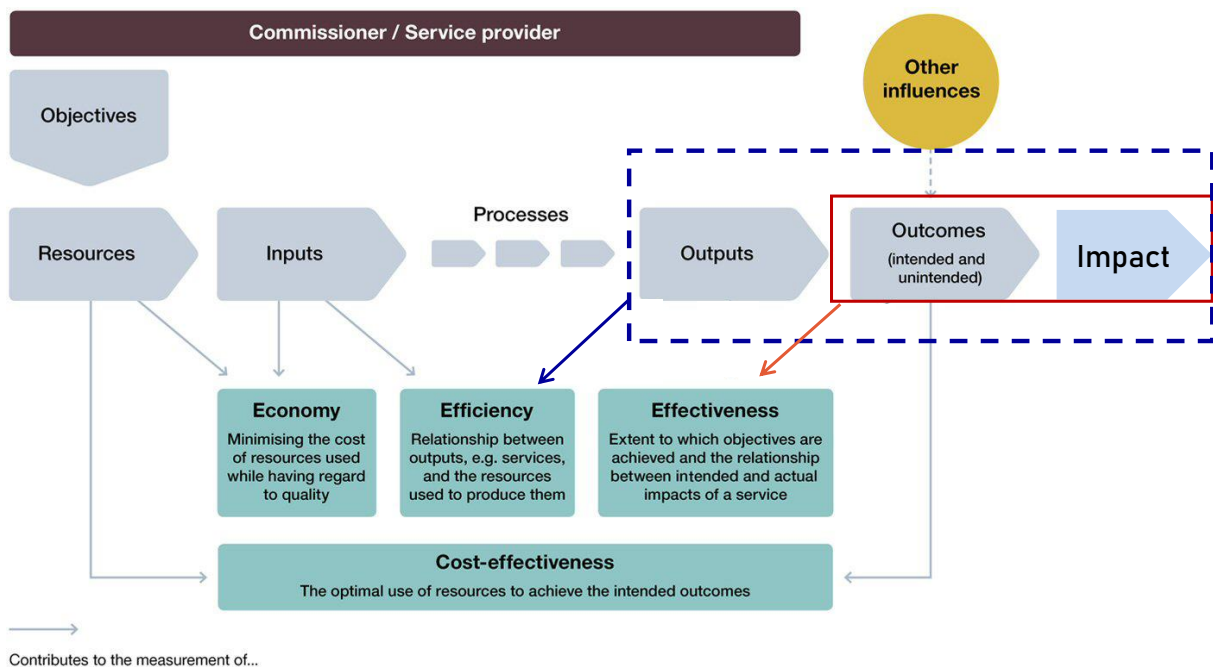 Commissioner / Service provider
Other
influences
Objectives
Processes
Resources
Inputs
Outputs
Outcomes
(intended and
unintended)
Impact
Economy
Minimising the cost
of resources used
while having regard
to quality
Efficiency
Relationship between
outputs, e.g. services,
and the resources
used to produce them
Effectiveness
Extent to which objectives are
achieved and the relationship
between intended and actual
impacts of a service
Cost-effectiveness
The optimal use of resources to achieve the intended outcomes
Contributes to the measurement of...